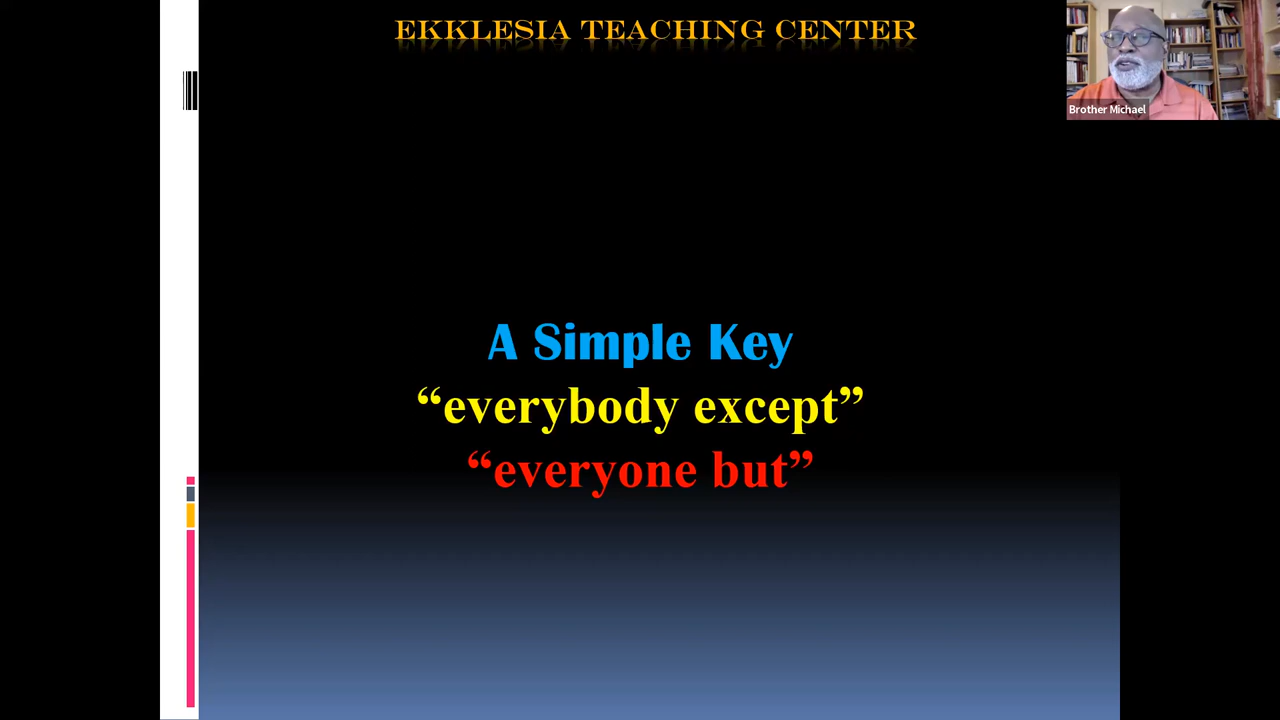 EKKLESIA TEACHING CENTER
Brother Michael
A Simple Key
“everybody except”
“everyone but”